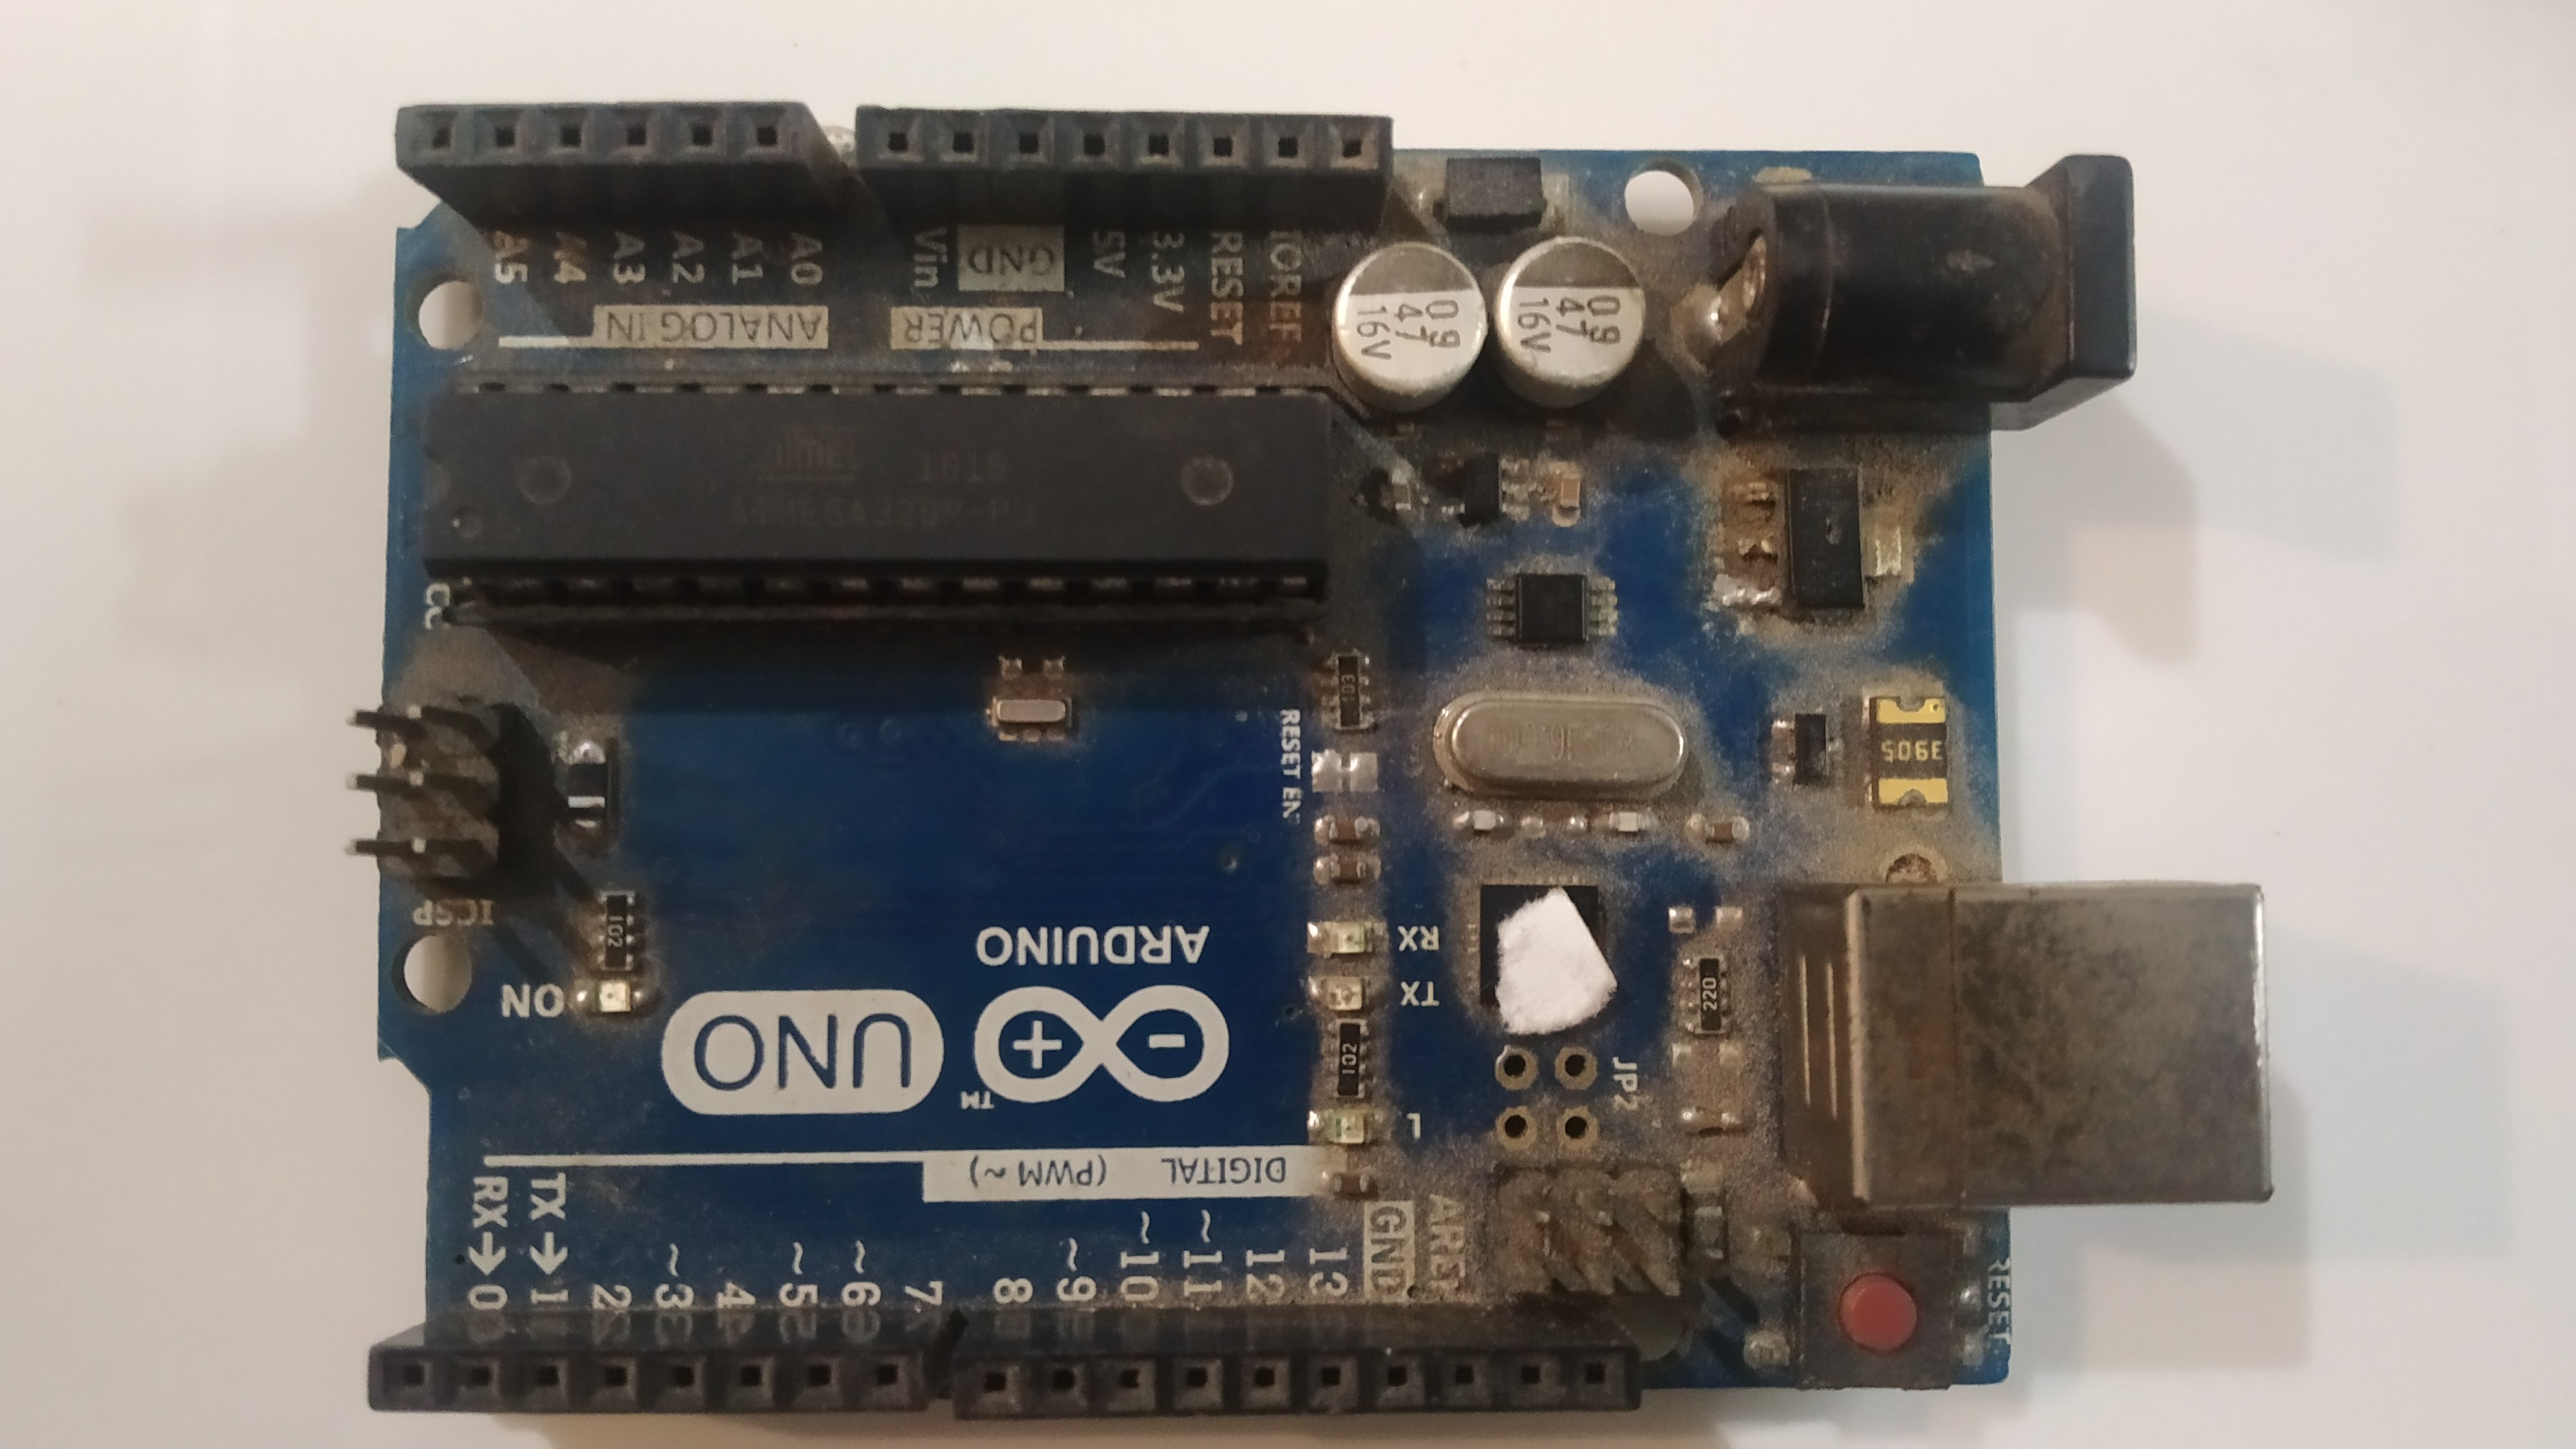 A5
A4
A3
A2
A1
A0
Vin
GND
5V
3.3V
RESET
IOREF
ANALOG IN
POWER
09
47
16V
09
47
16V
1616
ATMEGA328P-PU
103
RESET EN
3905
ICSP
102
ON
ARDUINO
UNO
TM
RX
TX
102
L
220
JP2
DIGITAL (PWM ~)
RX→0
TX→1
2
~3
4
~5
~6
7
8
~9
~10
~11
12
13
GND
AREF
RESET